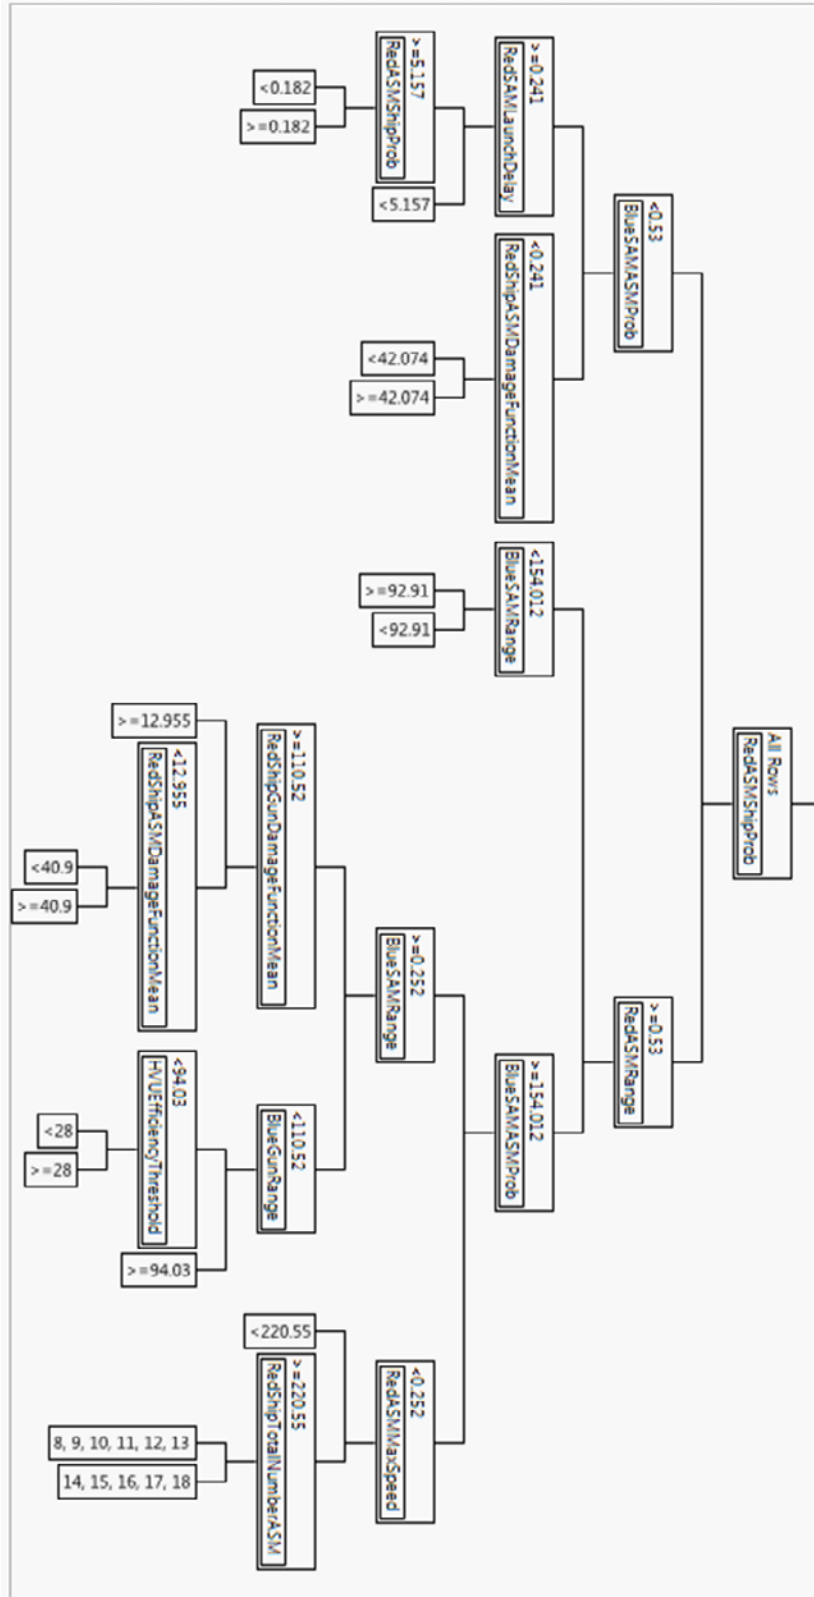 All Rows
RedASMShipProb
<0.53
BlueSAMASMProb
>=0.53
RedASMRange
>=0.241
RedSAMLaunchDelay
<0.241
RedShipASMDamageFunctionMean
<154.012
BlueSAMRange
>=154.012
BlueSAMASMProb
>=5.157
RedASMShipProb
<5.157
<42.074
>=42.074
>=92.91
<92.91
>=0.252
BlueSAMRange
<0.252
RedASMMaxSpeed
<0.182
>=0.182
>=110.52
RedShipGunDamageFunctionMean
<110.52
BlueGunRange
<220.55
>=220.55
RedShipTotalNumberASM
>=12.955
<12.955
RedShipASMDamageFunctionMean
<94.03
HVUEfficiencyThreshold
>=94.03
8, 9, 10, 11, 12, 13
14, 15, 16, 17, 18
<40.9
>=40.9
<28
>=28